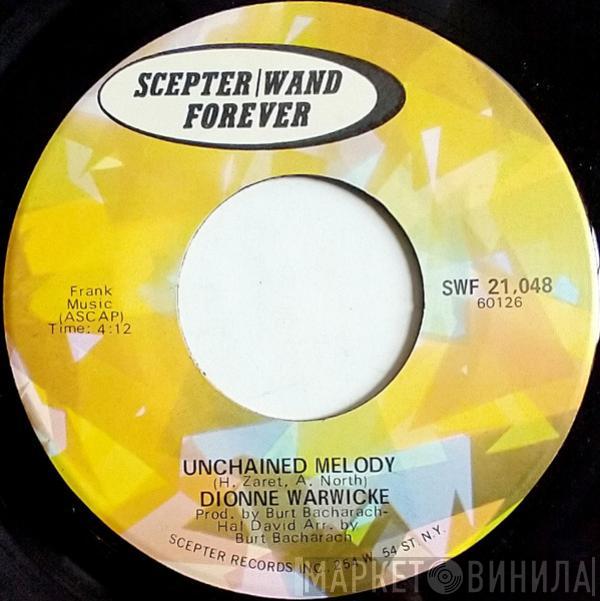 SCEPTER|WAND
FOREVER
Frank
Music
(ASCAP)
Time: 4:12
SWF 21,048
60126
UNCHAINED MELODY
(H. Zaret, A. North)
DIONNE WARWICKE
Prod. by Burt Bacharach-
Hal David Arr. by
Burt Bacharach
SCEPTER RECORDS INC., 254 W. 54 ST. N.Y.
МАРКЕТ ВИНИЛА